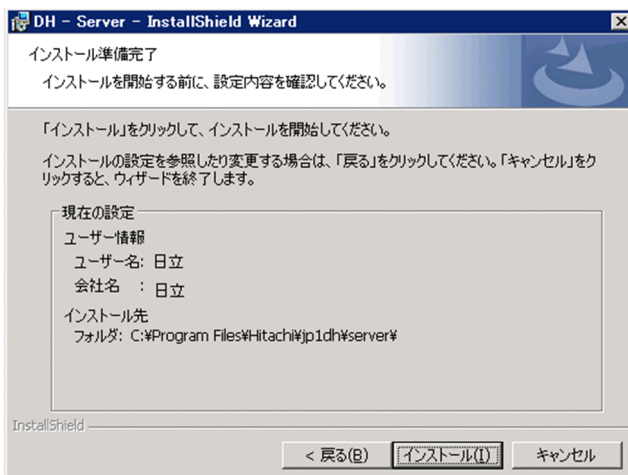 DH - Server - InstallShield Wizard
インストール準備完了
インストールを開始する前に、設定内容を確認してください。
「インストール」をクリックして、インストールを開始してください。
インストールの設定を参照したり変更する場合は、「戻る」をクリックしてください。「キャンセル」をク
リックすると、ウィザードを終了します。
現在の設定
ユーザー情報
ユーザー名: 日立
会社名 : 日立
インストール先
フォルダ: C:¥Program Files¥Hitachi¥jp1dh¥server¥
InstallShield
< 戻る(B) インストール(I) キャンセル